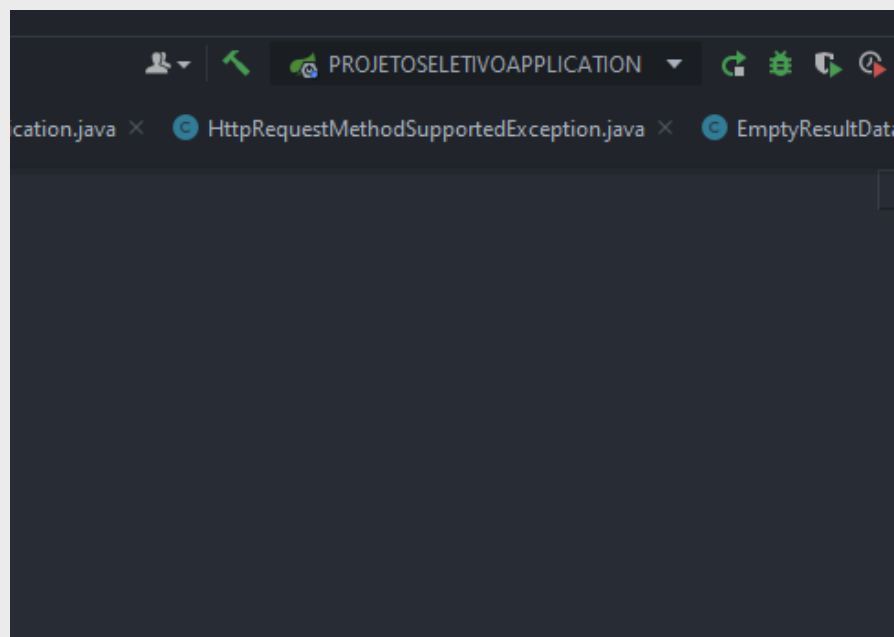 PROJETOSELETIVOAPPLICATION
ication.java HttpRequestMethodSupportedException.java EmptyResultData